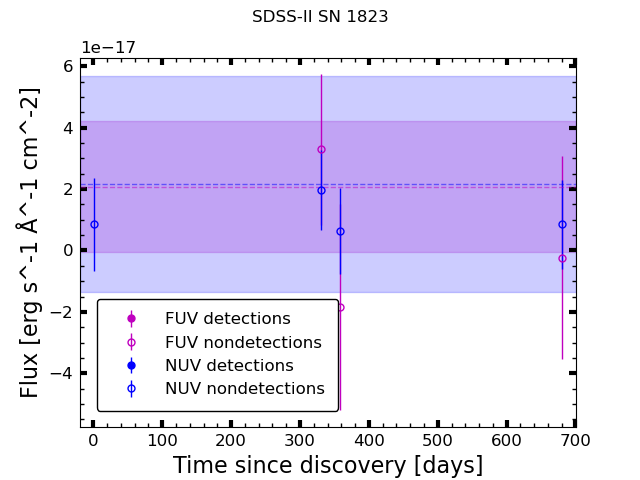 SDSS-II SN 1823
1e−17
6
4
2
0
−2
−4
Flux [erg s^-1 Å^-1 cm^-2]
FUV detections
FUV nondetections
NUV detections
NUV nondetections
0 100 200 300 400 500 600 700
Time since discovery [days]